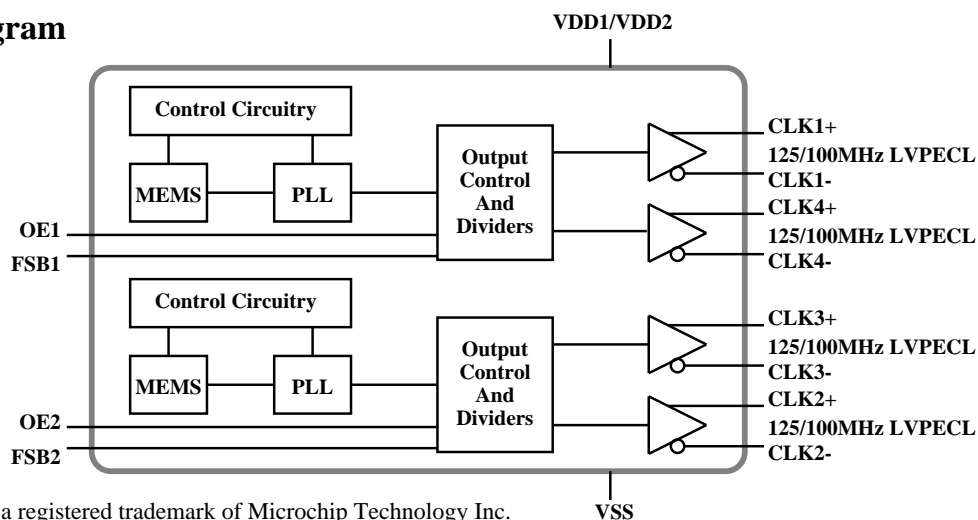 gram
VDD1/VDD2
Control Circuitry
MEMS
PLL
Output
Control
And
Dividers
CLK1+
125/100MHz LVPECL
CLK1-
CLK4+
125/100MHz LVPECL
CLK4-
OE1
FSB1
Control Circuitry
MEMS
PLL
Output
Control
And
Dividers
CLK3+
125/100MHz LVPECL
CLK3-
CLK2+
125/100MHz LVPECL
CLK2-
OE2
FSB2
VSS
a registered trademark of Microchip Technology Inc.